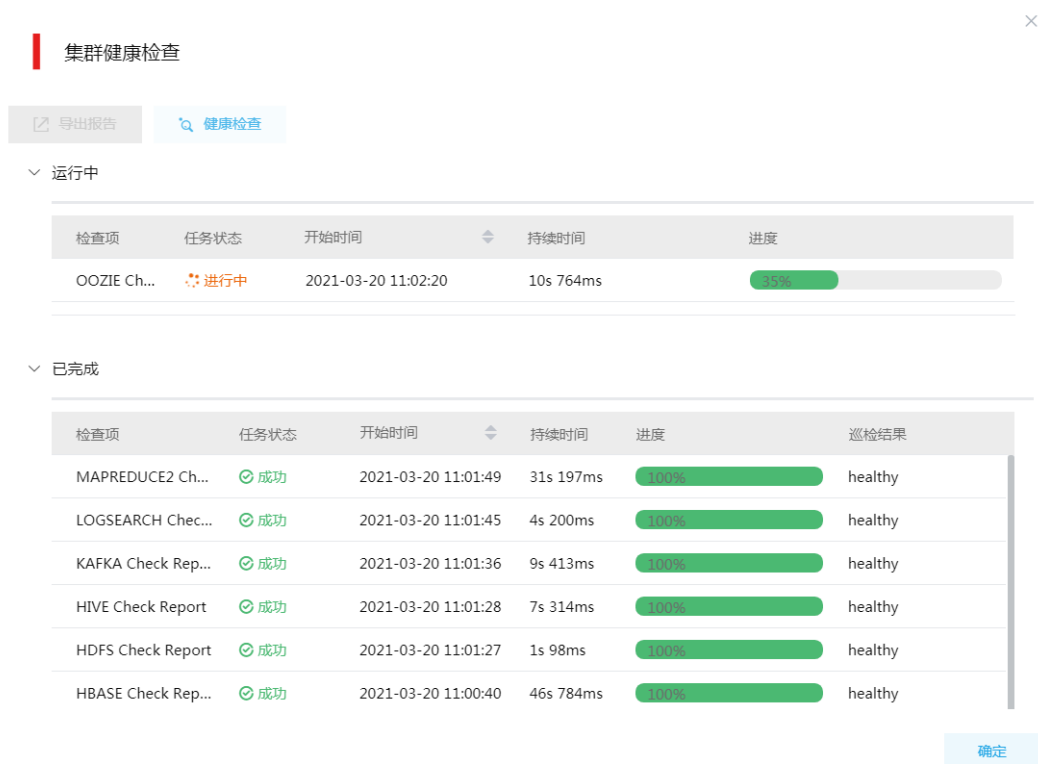 集群健康检查
导出报告 健康检查
运行中
检查项 任务状态 开始时间 持续时间 进度
OOZIE Ch... 进行中 2021-03-20 11:02:20 10s 764ms 35%
已完成
检查项 任务状态 开始时间 持续时间 进度 巡检结果
MAPREDUCE2 Ch... 成功 2021-03-20 11:01:49 31s 197ms 100% healthy
LOGSEARCH Chec... 成功 2021-03-20 11:01:45 4s 200ms 100% healthy
KAFKA Check Rep... 成功 2021-03-20 11:01:36 9s 413ms 100% healthy
HIVE Check Report 成功 2021-03-20 11:01:28 7s 314ms 100% healthy
HDFS Check Report 成功 2021-03-20 11:01:27 1s 98ms 100% healthy
HBASE Check Rep... 成功 2021-03-20 11:00:40 46s 784ms 100% healthy
确定